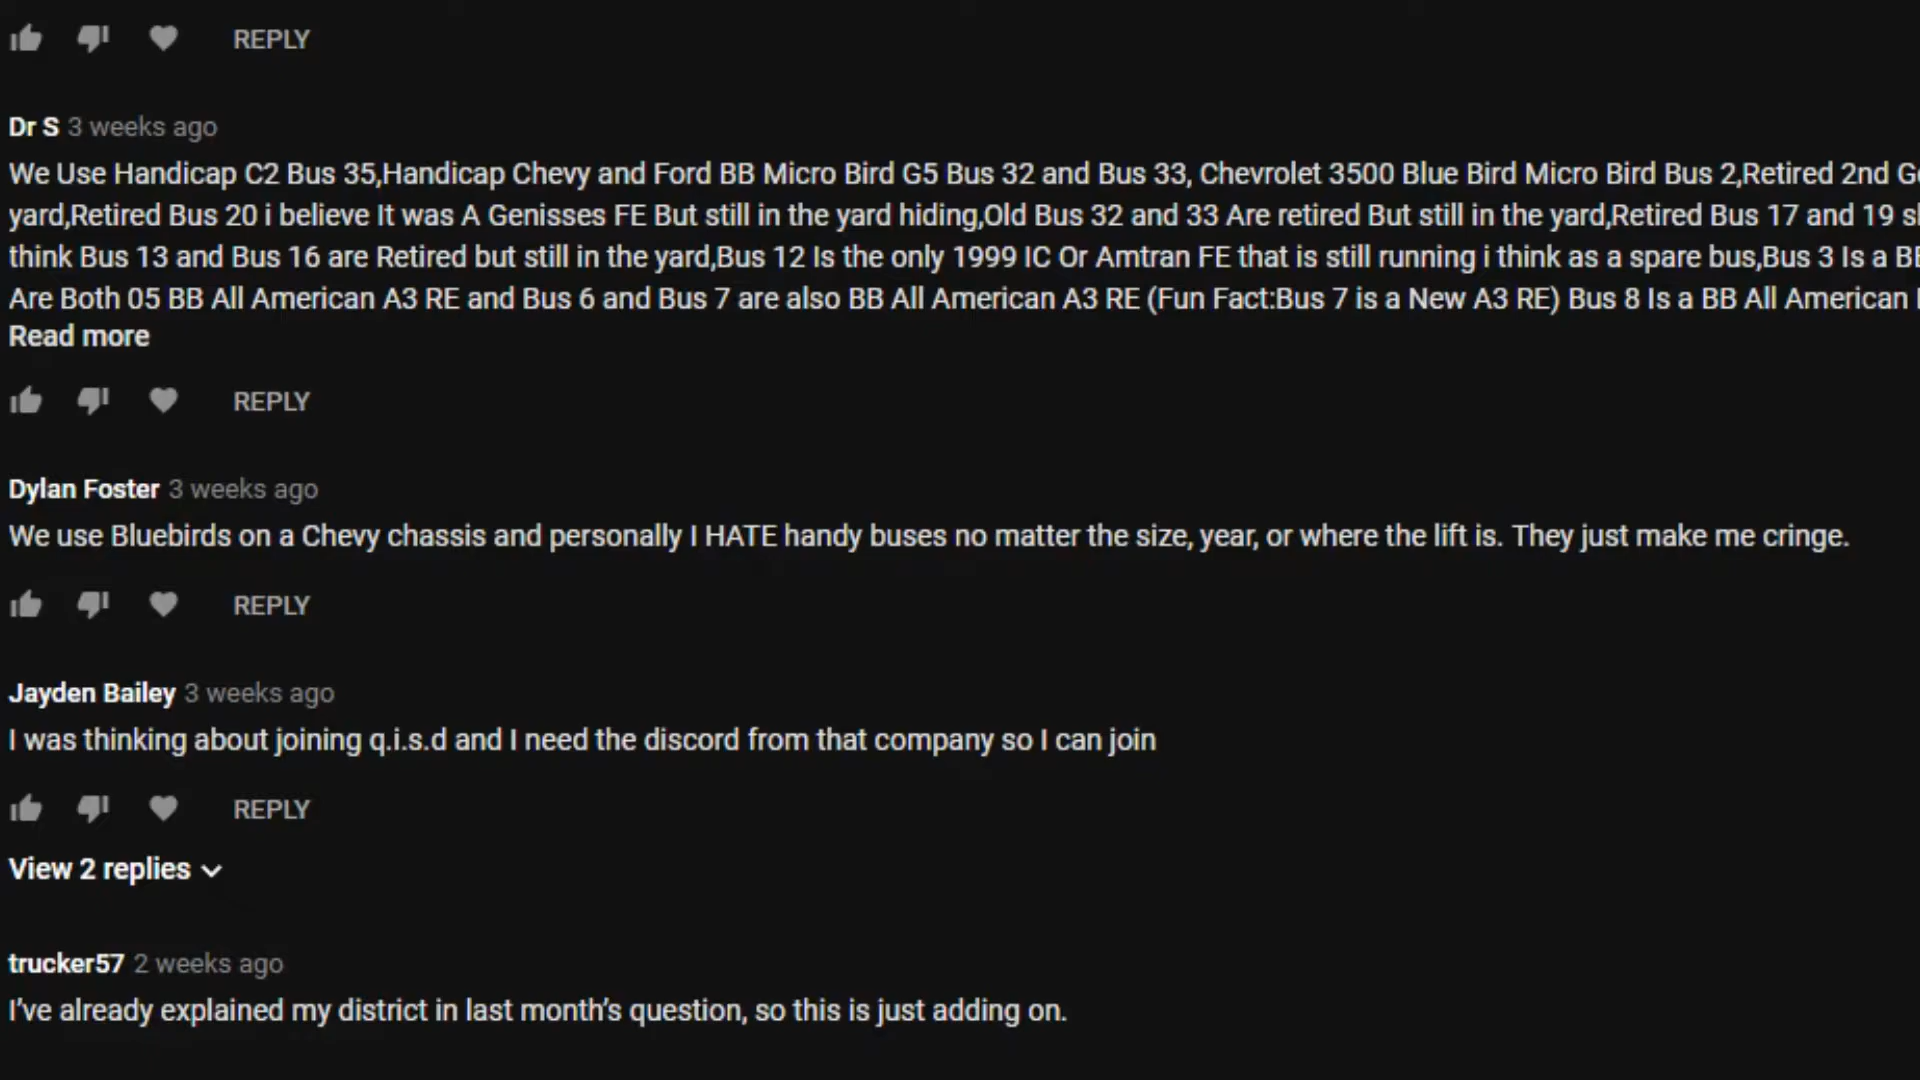 REPLY
Dr S 3 weeks ago
We Use Handicap C2 Bus 35,Handicap Chevy and Ford BB Micro Bird G5 Bus 32 and Bus 33, Chevrolet 3500 Blue Bird Micro Bird Bus 2,Retired 2nd
yard,Retired Bus 20 i believe It was A Genisses FE But still in the yard hiding,Old Bus 32 and 33 Are retired But still in the yard,Retired Bus 17 and 19
think Bus 13 and Bus 16 are Retired but still in the yard,Bus 12 Is the only 1999 IC Or Amtran FE that is still running i think as a spare bus,Bus 3 Is a
Are Both 05 BB All American A3 RE and Bus 6 and Bus 7 are also BB All American A3 RE (Fun Fact:Bus 7 is a New A3 RE) Bus 8 Is a BB All American
Read more
REPLY
Dylan Foster 3 weeks ago
We use Bluebirds on a Chevy chassis and personally I HATE handy buses no matter the size, year, or where the lift is. They just make me cringe.
REPLY
Jayden Bailey 3 weeks ago
I was thinking about joining q.i.s.d and I need the discord from that company so I can join
REPLY
View 2 replies
trucker57 2 weeks ago
I’ve already explained my district in last month’s question, so this is just adding on.